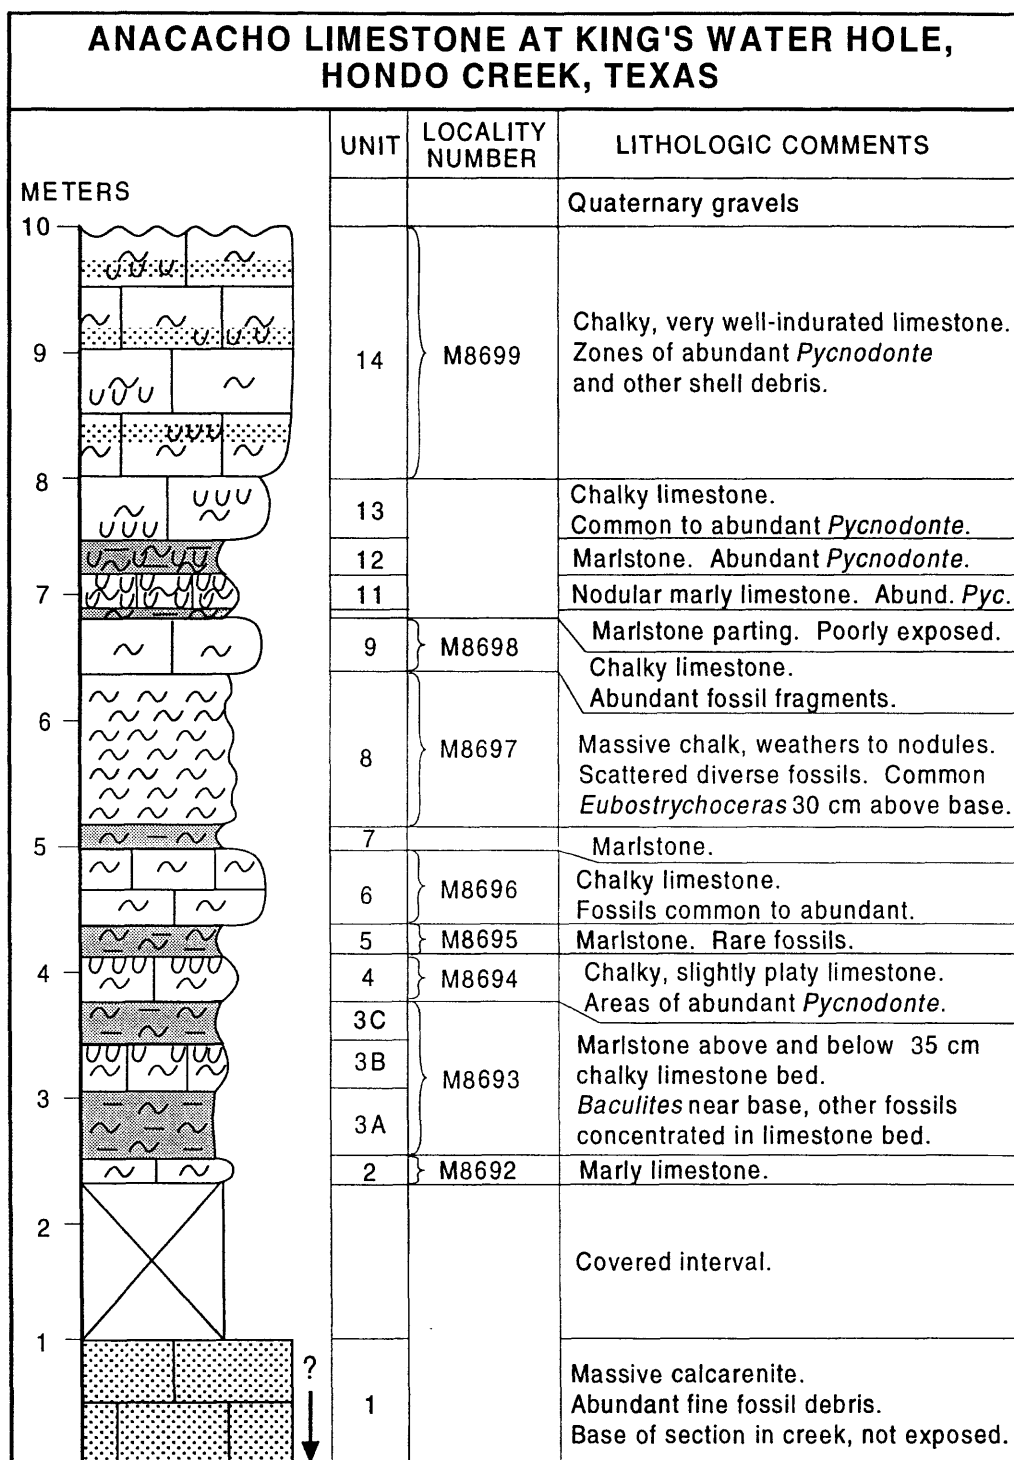 ANACACHO LIMESTONE AT KING'S WATER HOLE,
HONDO CREEK, TEXAS
METERS
UNIT
LOCALITY
NUMBER
LITHOLOGIC COMMENTS
Quaternary gravels
10
9
14
M8699
Chalky, very well-indurated limestone.
Zones of abundant Pycnodonte
and other shell debris.
8
13
Chalky limestone.
Common to abundant Pycnodonte.
12
Marlstone. Abundant Pycnodonte.
7
11
Nodular marly limestone. Abund. Pyc.
Marlstone parting. Poorly exposed.
9
M8698
Chalky limestone.
Abundant fossil fragments.
6
8
M8697
Massive chalk, weathers to nodules.
Scattered diverse fossils. Common
Eubostrychoceras 30 cm above base.
5
7
Marlstone.
6
M8696
Chalky limestone.
Fossils common to abundant.
5
M8695
Marlstone. Rare fossils.
4
4
M8694
Chalky, slightly platy limestone.
Areas of abundant Pycnodonte.
3C
3B
3
3A
M8693
Marlstone above and below 35 cm
chalky limestone bed.
Baculites near base, other fossils
concentrated in limestone bed.
2
M8692
Marly limestone.
2
Covered interval.
1
?
1
Massive calcarenite.
Abundant fine fossil debris.
Base of section in creek, not exposed.